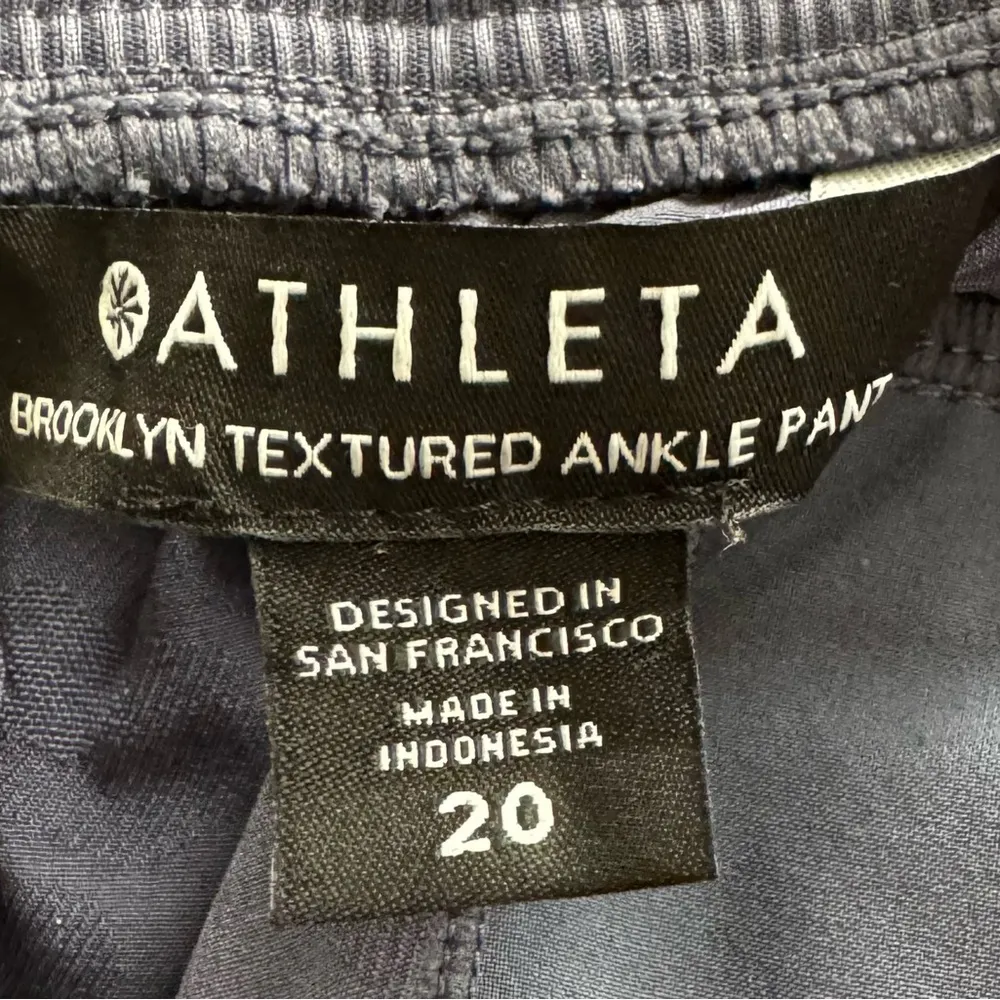 ATHLETA
BROOKLYN TEXTURED ANKLE PANT
DESIGNED IN
SAN FRANCISCO
MADE IN
INDONESIA
20